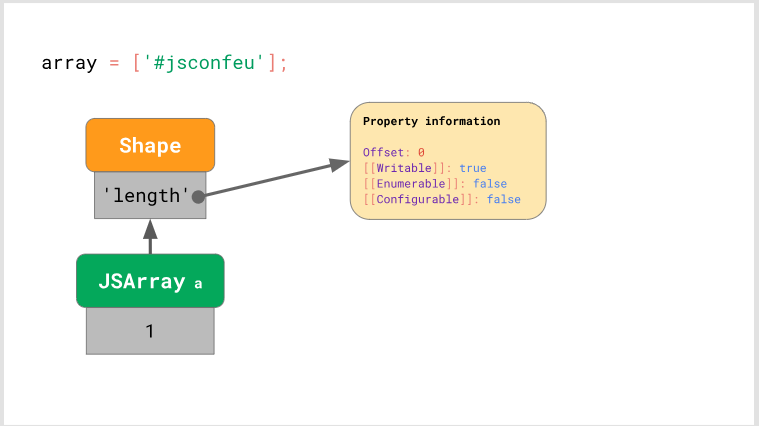 array = ['#jsconfeu'];
Shape
'length'
Property information
Offset: 0
[[Writable]]: true
[[Enumerable]]: false
[[Configurable]]: false
JSArray a
1